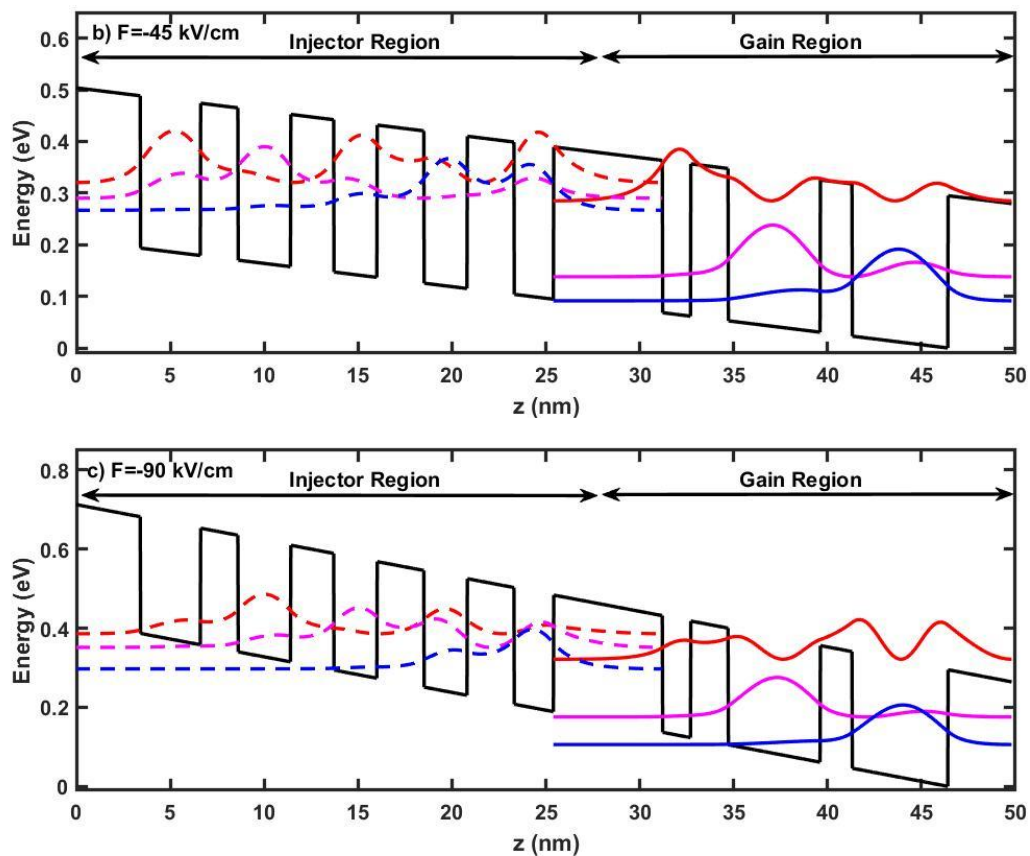 b) F=-45 kV/cm
Injector Region
Gain Region
0.6
0.5
0.4
0.3
0.2
0.1
0
Energy (eV)
0 5 10 15 20 25 30 35 40 45 50
z (nm)
c) F=-90 kV/cm
Injector Region
Gain Region
0.8
0.6
0.4
0.2
0
Energy (eV)
0 5 10 15 20 25 30 35 40 45 50
z (nm)